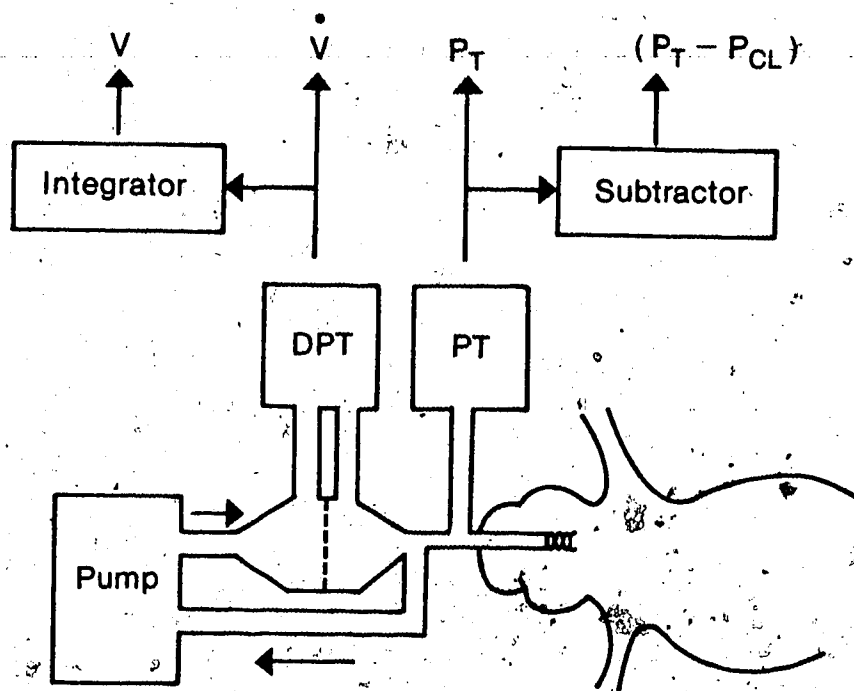 V V̇ P_T (P_T − P_CL)
Integrator Subtractor
DPT PT
Pump